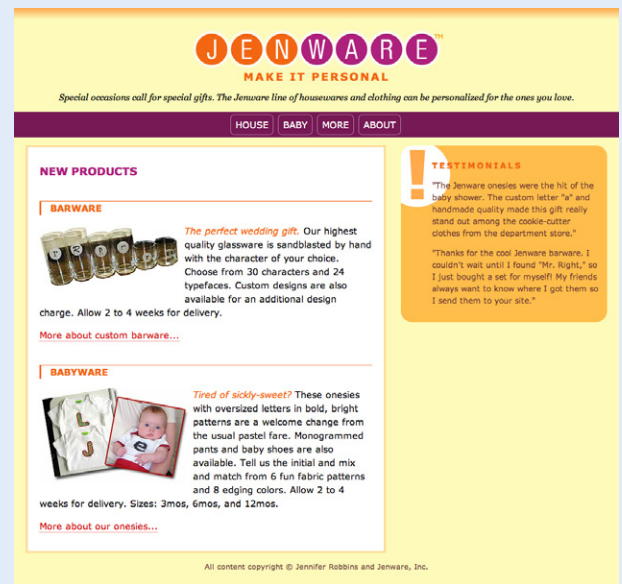 JENWARE™
MAKE IT PERSONAL
Special occasions call for special gifts. The Jenware line of housewares and clothing can be personalized for the ones you love.
HOUSE BABY MORE ABOUT
NEW PRODUCTS
BARWARE
The perfect wedding gift. Our highest
quality glassware is sandblasted by hand
with the character of your choice.
Choose from 30 characters and 24
typefaces. Custom designs are also
available for an additional design
charge. Allow 2 to 4 weeks for delivery.
More about custom barware...
BABYWARE
Tired of sickly-sweet? These onesies
with oversized letters in bold, bright
patterns are a welcome change from
the usual pastel fare. Monogrammed
pants and baby shoes are also
available. Tell us the initial and mix
and match from 6 fun fabric patterns
and 8 edging colors. Allow 2 to 4
weeks for delivery. Sizes: 3mos, 6mos, and 12mos.
More about our onesies...
!
TESTIMONIALS
"The Jenware onesies were the hit of the
baby shower. The custom letter "a" and
handmade quality made this gift really
stand out among the cookie-cutter
clothes from the department store."
"Thanks for the cool Jenware barware. I
couldn't wait until I found "Mr. Right," so
I just bought a set for myself! My friends
always want to know where I got them so
I send them to your site."
All content copyright © Jennifer Robbins and Jenware, Inc.